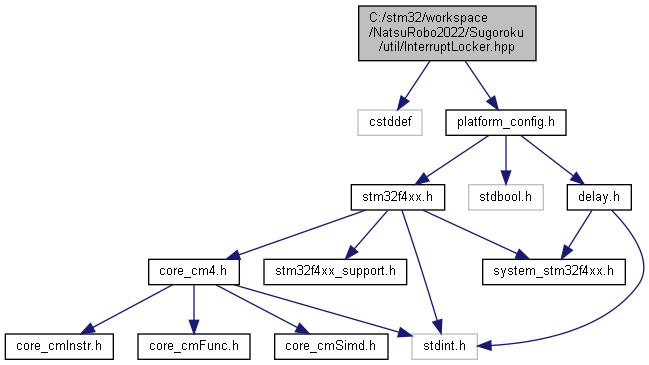 C:/stm32/workspace
/NatsuRobo2022/Sugoroku
/util/InterruptLocker.hpp
cstddef
platform_config.h
stm32f4xx.h
stdbool.h
delay.h
core_cm4.h
stm32f4xx_support.h
system_stm32f4xx.h
core_cmInstr.h
core_cmFunc.h
core_cmSimd.h
stdint.h